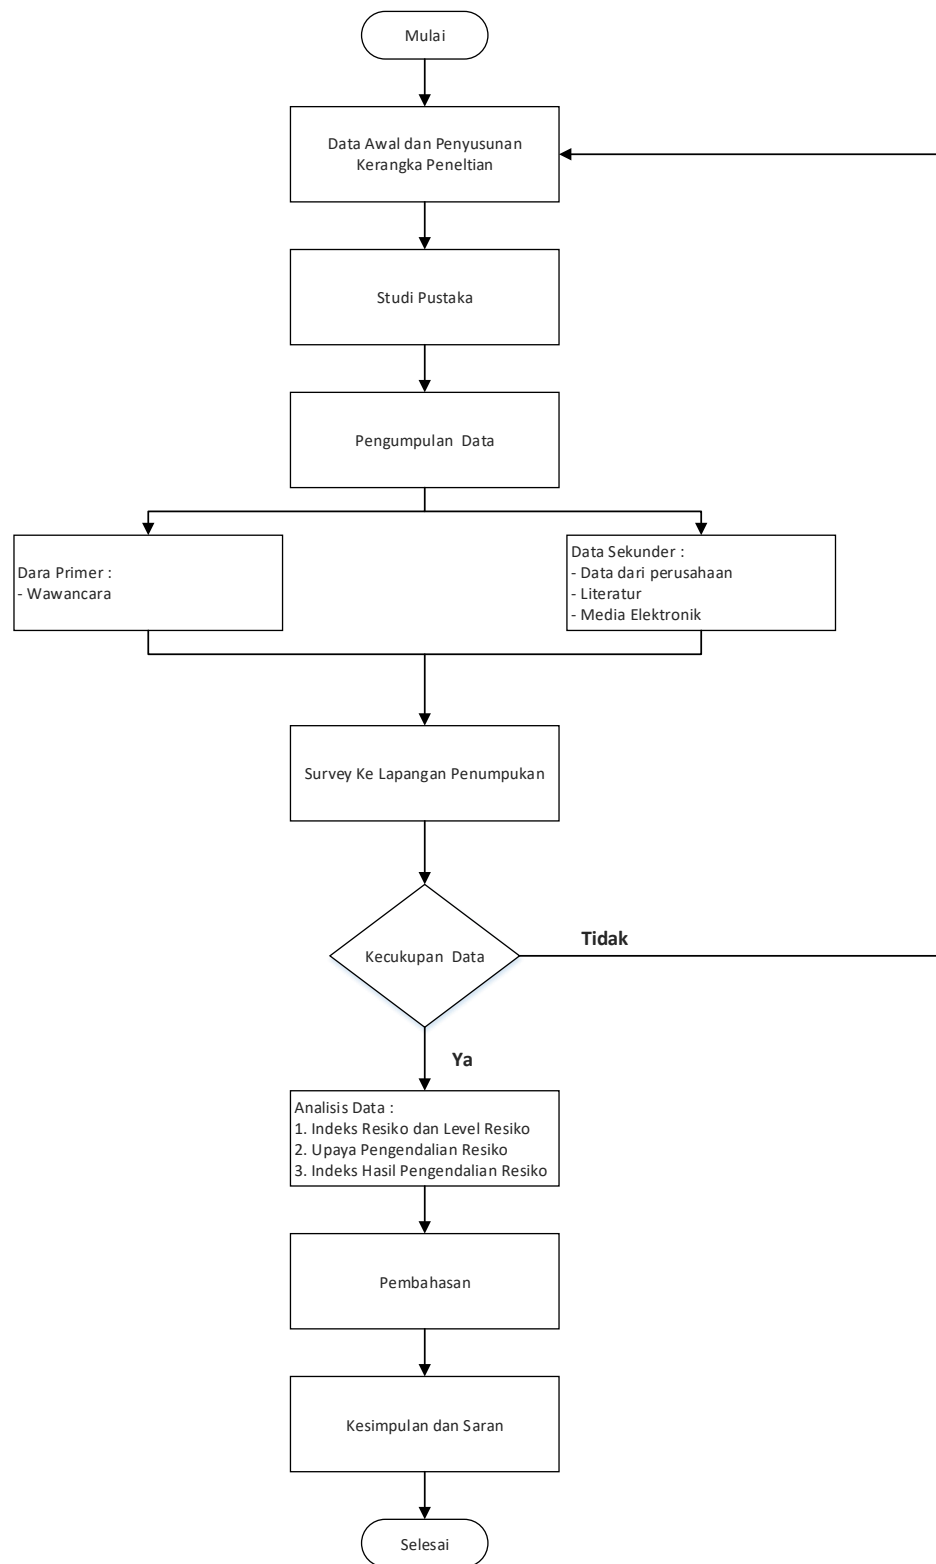 Mulai
Data Awal dan Penyusunan
Kerangka Peneltian
Studi Pustaka
Pengumpulan Data
Dara Primer :
- Wawancara
Data Sekunder :
- Data dari perusahaan
- Literatur
- Media Elektronik
Survey Ke Lapangan Penumpukan
Kecukupan Data
Tidak
Ya
Analisis Data :
1. Indeks Resiko dan Level Resiko
2. Upaya Pengendalian Resiko
3. Indeks Hasil Pengendalian Resiko
Pembahasan
Kesimpulan dan Saran
Selesai